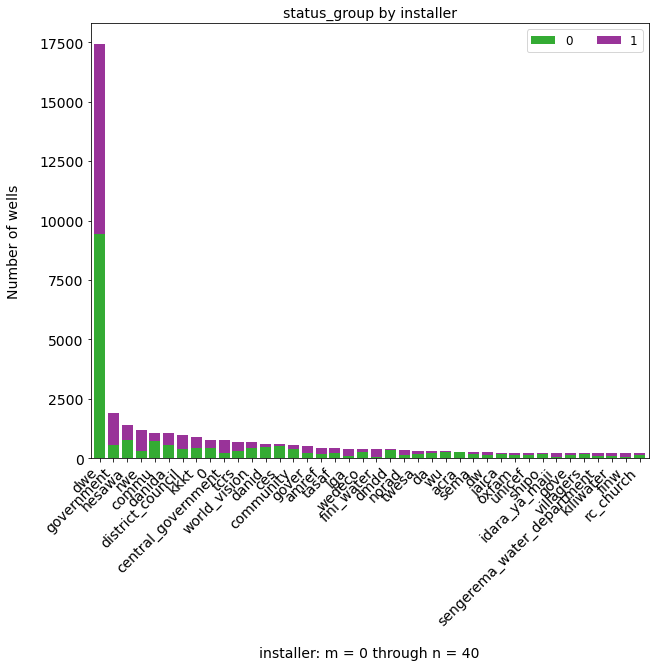 status_group by installer
0 1
17500
15000
12500
10000
7500
5000
2500
0
Number of wells
dwe
government
hesawa
rwe
commu
danida
district_council
kkkt
0
central_government
tcrs
world_vision
danid
ces
community
gover
amref
tasaf
lga
wedeco
fini_water
dmdd
norad
twesa
da
wu
acra
sema
dw
jaica
oxfam
unicef
shipo
idara_ya_maji
gove
villagers
sengerema_water_department
kiliwater
finw
rc_church
installer: m = 0 through n = 40